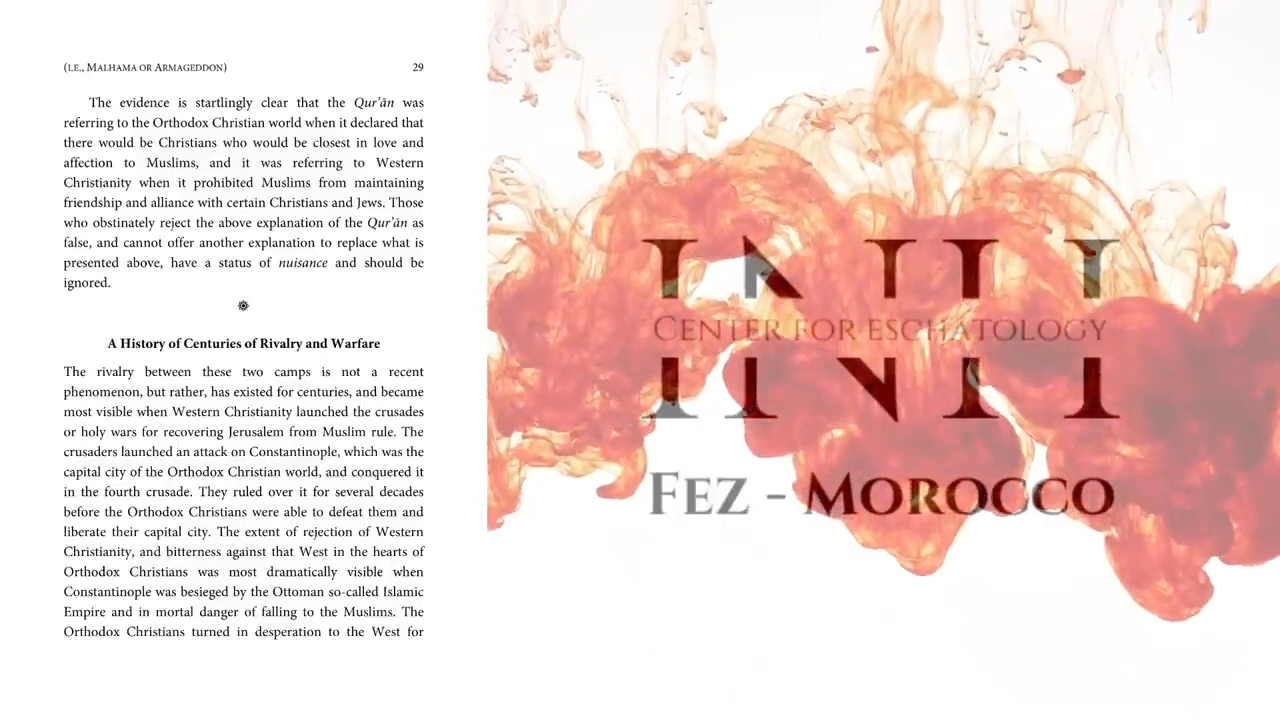 (I.E., MALHAMA OR ARMAGEDDON) 29
The evidence is startlingly clear that the Qur’ān was
referring to the Orthodox Christian world when it declared that
there would be Christians who would be closest in love and
affection to Muslims, and it was referring to Western
Christianity when it prohibited Muslims from maintaining
friendship and alliance with certain Christians and Jews. Those
who obstinately reject the above explanation of the Qur’ān as
false, and cannot offer another explanation to replace what is
presented above, have a status of nuisance and should be
ignored.
A History of Centuries of Rivalry and Warfare
The rivalry between these two camps is not a recent
phenomenon, but rather, has existed for centuries, and became
most visible when Western Christianity launched the crusades
or holy wars for recovering Jerusalem from Muslim rule. The
crusaders launched an attack on Constantinople, which was the
capital city of the Orthodox Christian world, and conquered it
in the fourth crusade. They ruled over it for several decades
before the Orthodox Christians were able to defeat them and
liberate their capital city. The extent of rejection of Western
Christianity, and bitterness against that West in the hearts of
Orthodox Christians was most dramatically visible when
Constantinople was besieged by the Ottoman so-called Islamic
Empire and in mortal danger of falling to the Muslims. The
Orthodox Christians turned in desperation to the West for
INHI
CENTER FOR ESCHATOLOGY
FEZ - MOROCCO